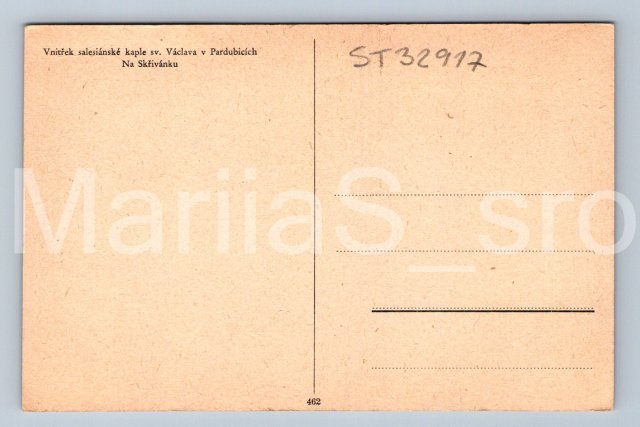 Vnitřek salesiánské kaple sv. Václava v Pardubicích
Na Skřivánku
ST32917
MariiaS_sro
462